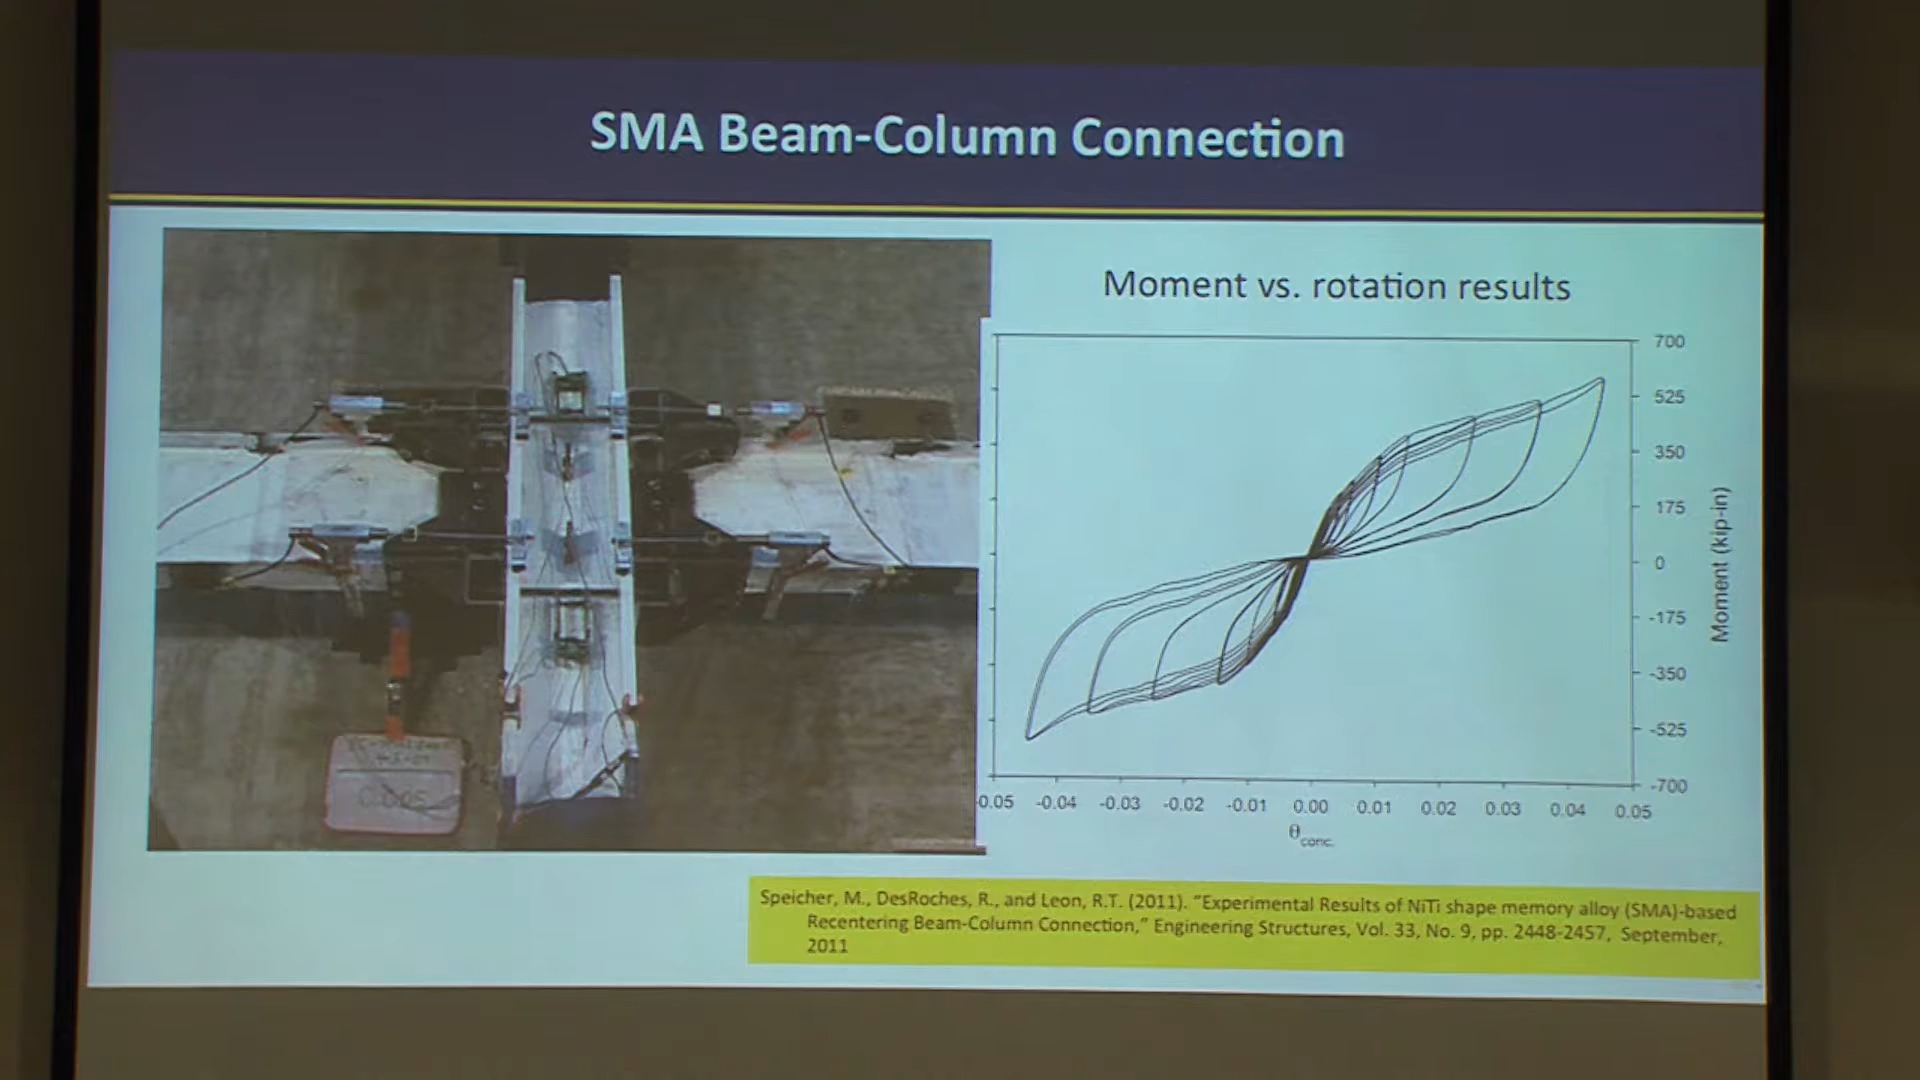 SMA Beam-Column Connection
Moment vs. rotation results
700
525
350
175
0
-175
-350
-525
-700
Moment (kip-in)
0.05 -0.04 -0.03 -0.02 -0.01 0.00 0.01 0.02 0.03 0.04 0.05
θconc.
0.005
Speicher, M., DesRoches, R., and Leon, R.T. (2011). “Experimental Results of NiTi shape memory alloy (SMA)-based
Recentering Beam-Column Connection,” Engineering Structures, Vol. 33, No. 9, pp. 2448-2457, September,
2011